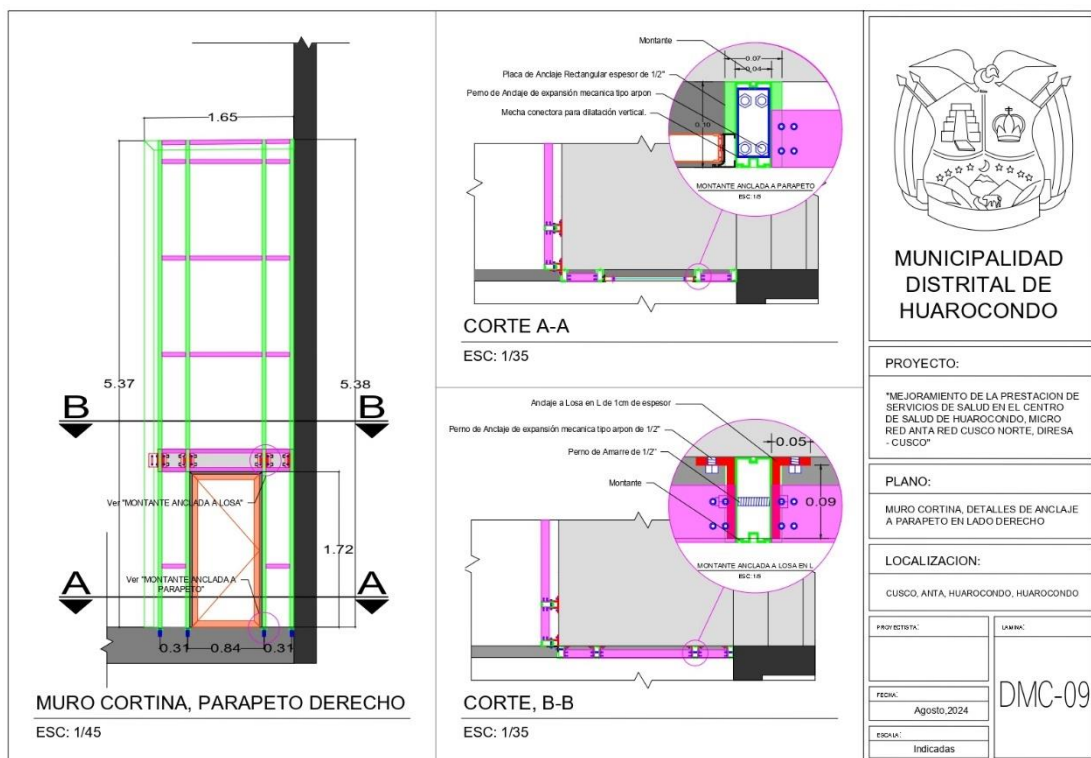 1.65
5.37
5.38
B
B
Ver "MONTANTE ANCLADA A LOSA"
1.72
A
A
Ver "MONTANTE ANCLADA A
PARAPETO"
0.31
0.84
0.31
MURO CORTINA, PARAPETO DERECHO
ESC: 1/45
Montante
Placa de Anclaje Rectangular espesor de 1/2"
Perno de Anclaje de expansión mecanica tipo arpon
Mecha conectora para dilatación vertical.
0.07
0.04
0.10
MONTANTE ANCLADA A PARAPETO
ESC: 1/8
CORTE A-A
ESC: 1/35
Anclaje a Losa en L de 1cm de espesor
Perno de Anclaje de expansión mecanica tipo arpon de 1/2"
Perno de Amarre de 1/2"
Montante
0.05
0.09
MONTANTE ANCLADA A LOSA EN L
ESC: 1/8
CORTE, B-B
ESC: 1/35
MUNICIPALIDAD
DISTRITAL DE
HUAROCONDO
PROYECTO:
"MEJORAMIENTO DE LA PRESTACION DE
SERVICIOS DE SALUD EN EL CENTRO
DE SALUD DE HUAROCONDO, MICRO
RED ANTA RED CUSCO NORTE, DIRESA
- CUSCO"
PLANO:
MURO CORTINA, DETALLES DE ANCLAJE
A PARAPETO EN LADO DERECHO
LOCALIZACION:
CUSCO, ANTA, HUAROCONDO, HUAROCONDO
PROYECTISTA:
LAMINA:
DMC-09
FECHA:
Agosto,2024
ESCALA:
Indicadas